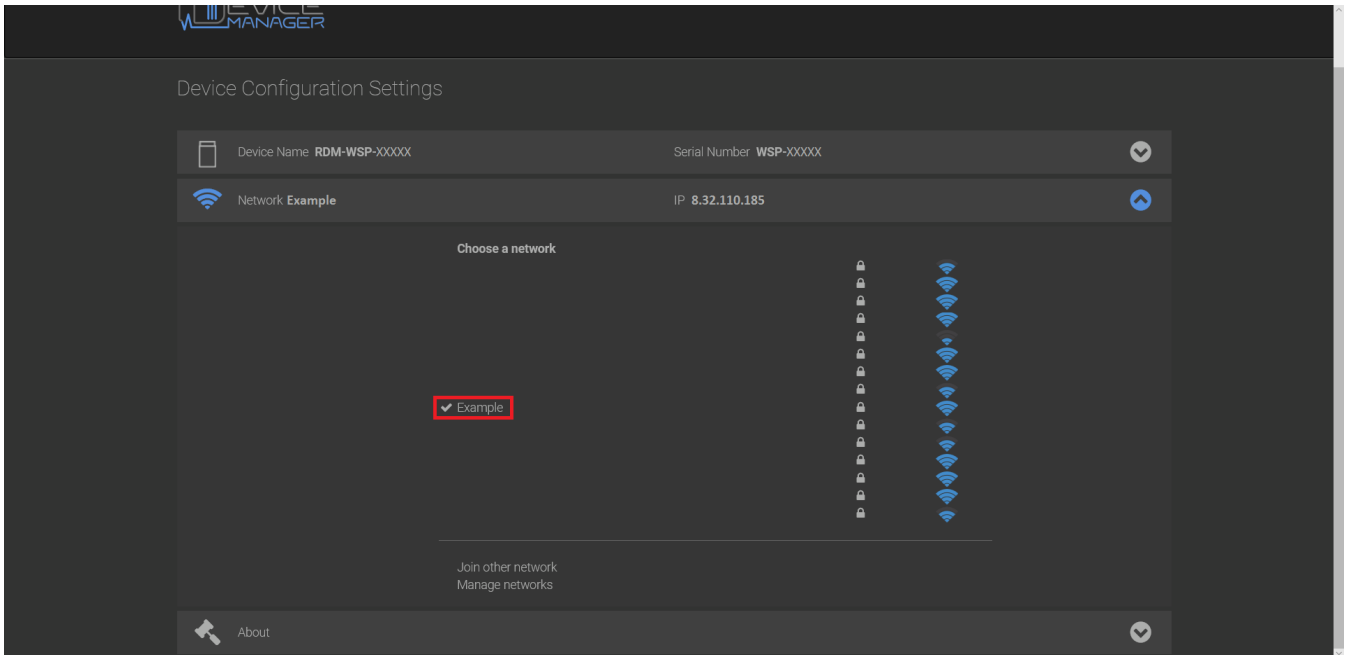 DEVICE
MANAGER
Device Configuration Settings
Device Name RDM-WSP-XXXXX Serial Number WSP-XXXXX
Network Example IP 8.32.110.185
Choose a network
Example
Join other network
Manage networks
About